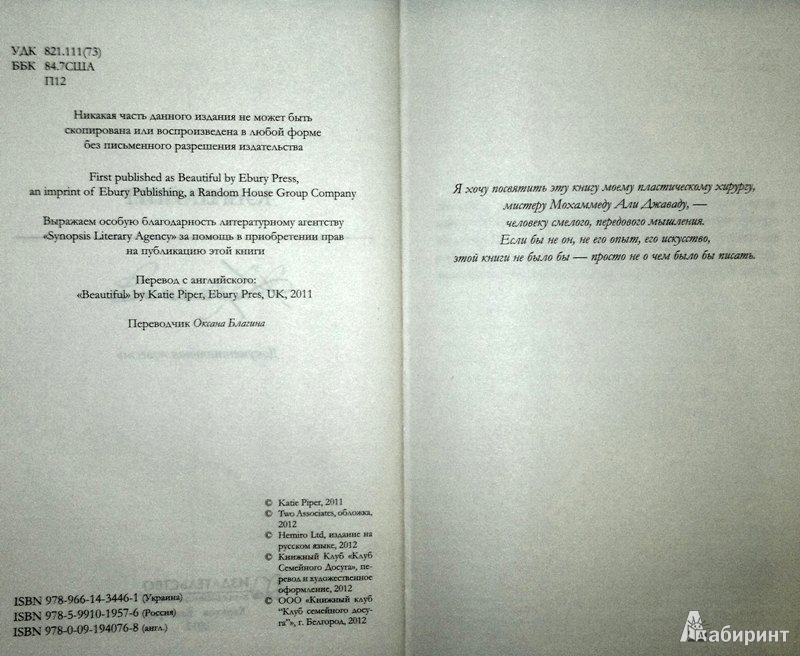 УДК 821.111(73)
ББК 84.7США
П12
Никакая часть данного издания не может быть
скопирована или воспроизведена в любой форме
без письменного разрешения издательства
First published as Beautiful by Ebury Press,
an imprint of Ebury Publishing, a Random House Group Company
Выражаем особую благодарность литературному агентству
«Synopsis Literary Agency» за помощь в приобретении прав
на публикацию этой книги
Перевод с английского:
«Beautiful» by Katie Piper, Ebury Pres, UK, 2011
Переводчик Оксана Благина
© Katie Piper, 2011
© Two Associates, обложка,
2012
© Hemiro Ltd, издание на
русском языке, 2012
© Книжный Клуб «Клуб
Семейного Досуга», пе-
ревод и художественное
оформление, 2012
© ООО «Книжный клуб
"Клуб семейного досу-
га"», г. Белгород, 2012
ISBN 978-966-14-3446-1 (Украина)
ISBN 978-5-9910-1957-6 (Россия)
ISBN 978-0-09-194076-8 (англ.)
Я хочу посвятить эту книгу моему пластическому хирургу,
мистеру Мохаммеду Али Джаваду, —
человеку смелого, передового мышления.
Если бы не он, не его опыт, его искусство,
этой книги не было бы — просто не о чем было бы писать.
Лабиринт